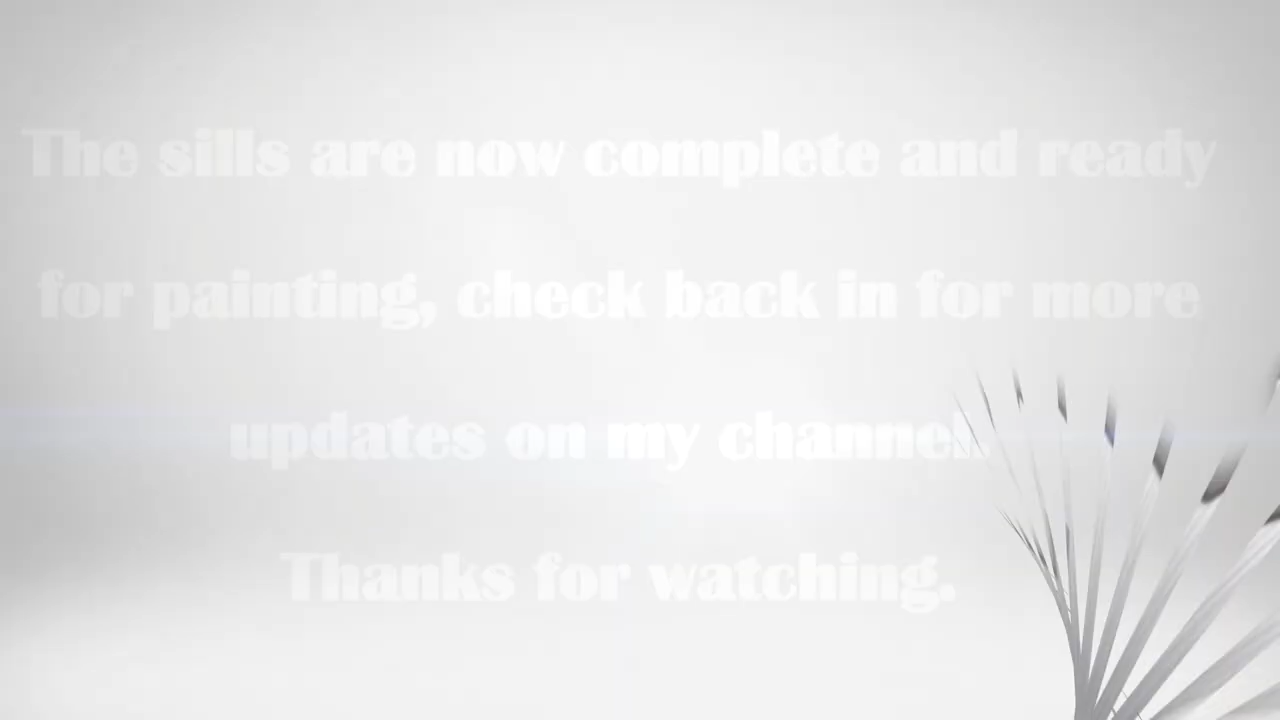 The sills are now complete and ready
for painting, check back in for more
updates on my channel.
Thanks for watching.